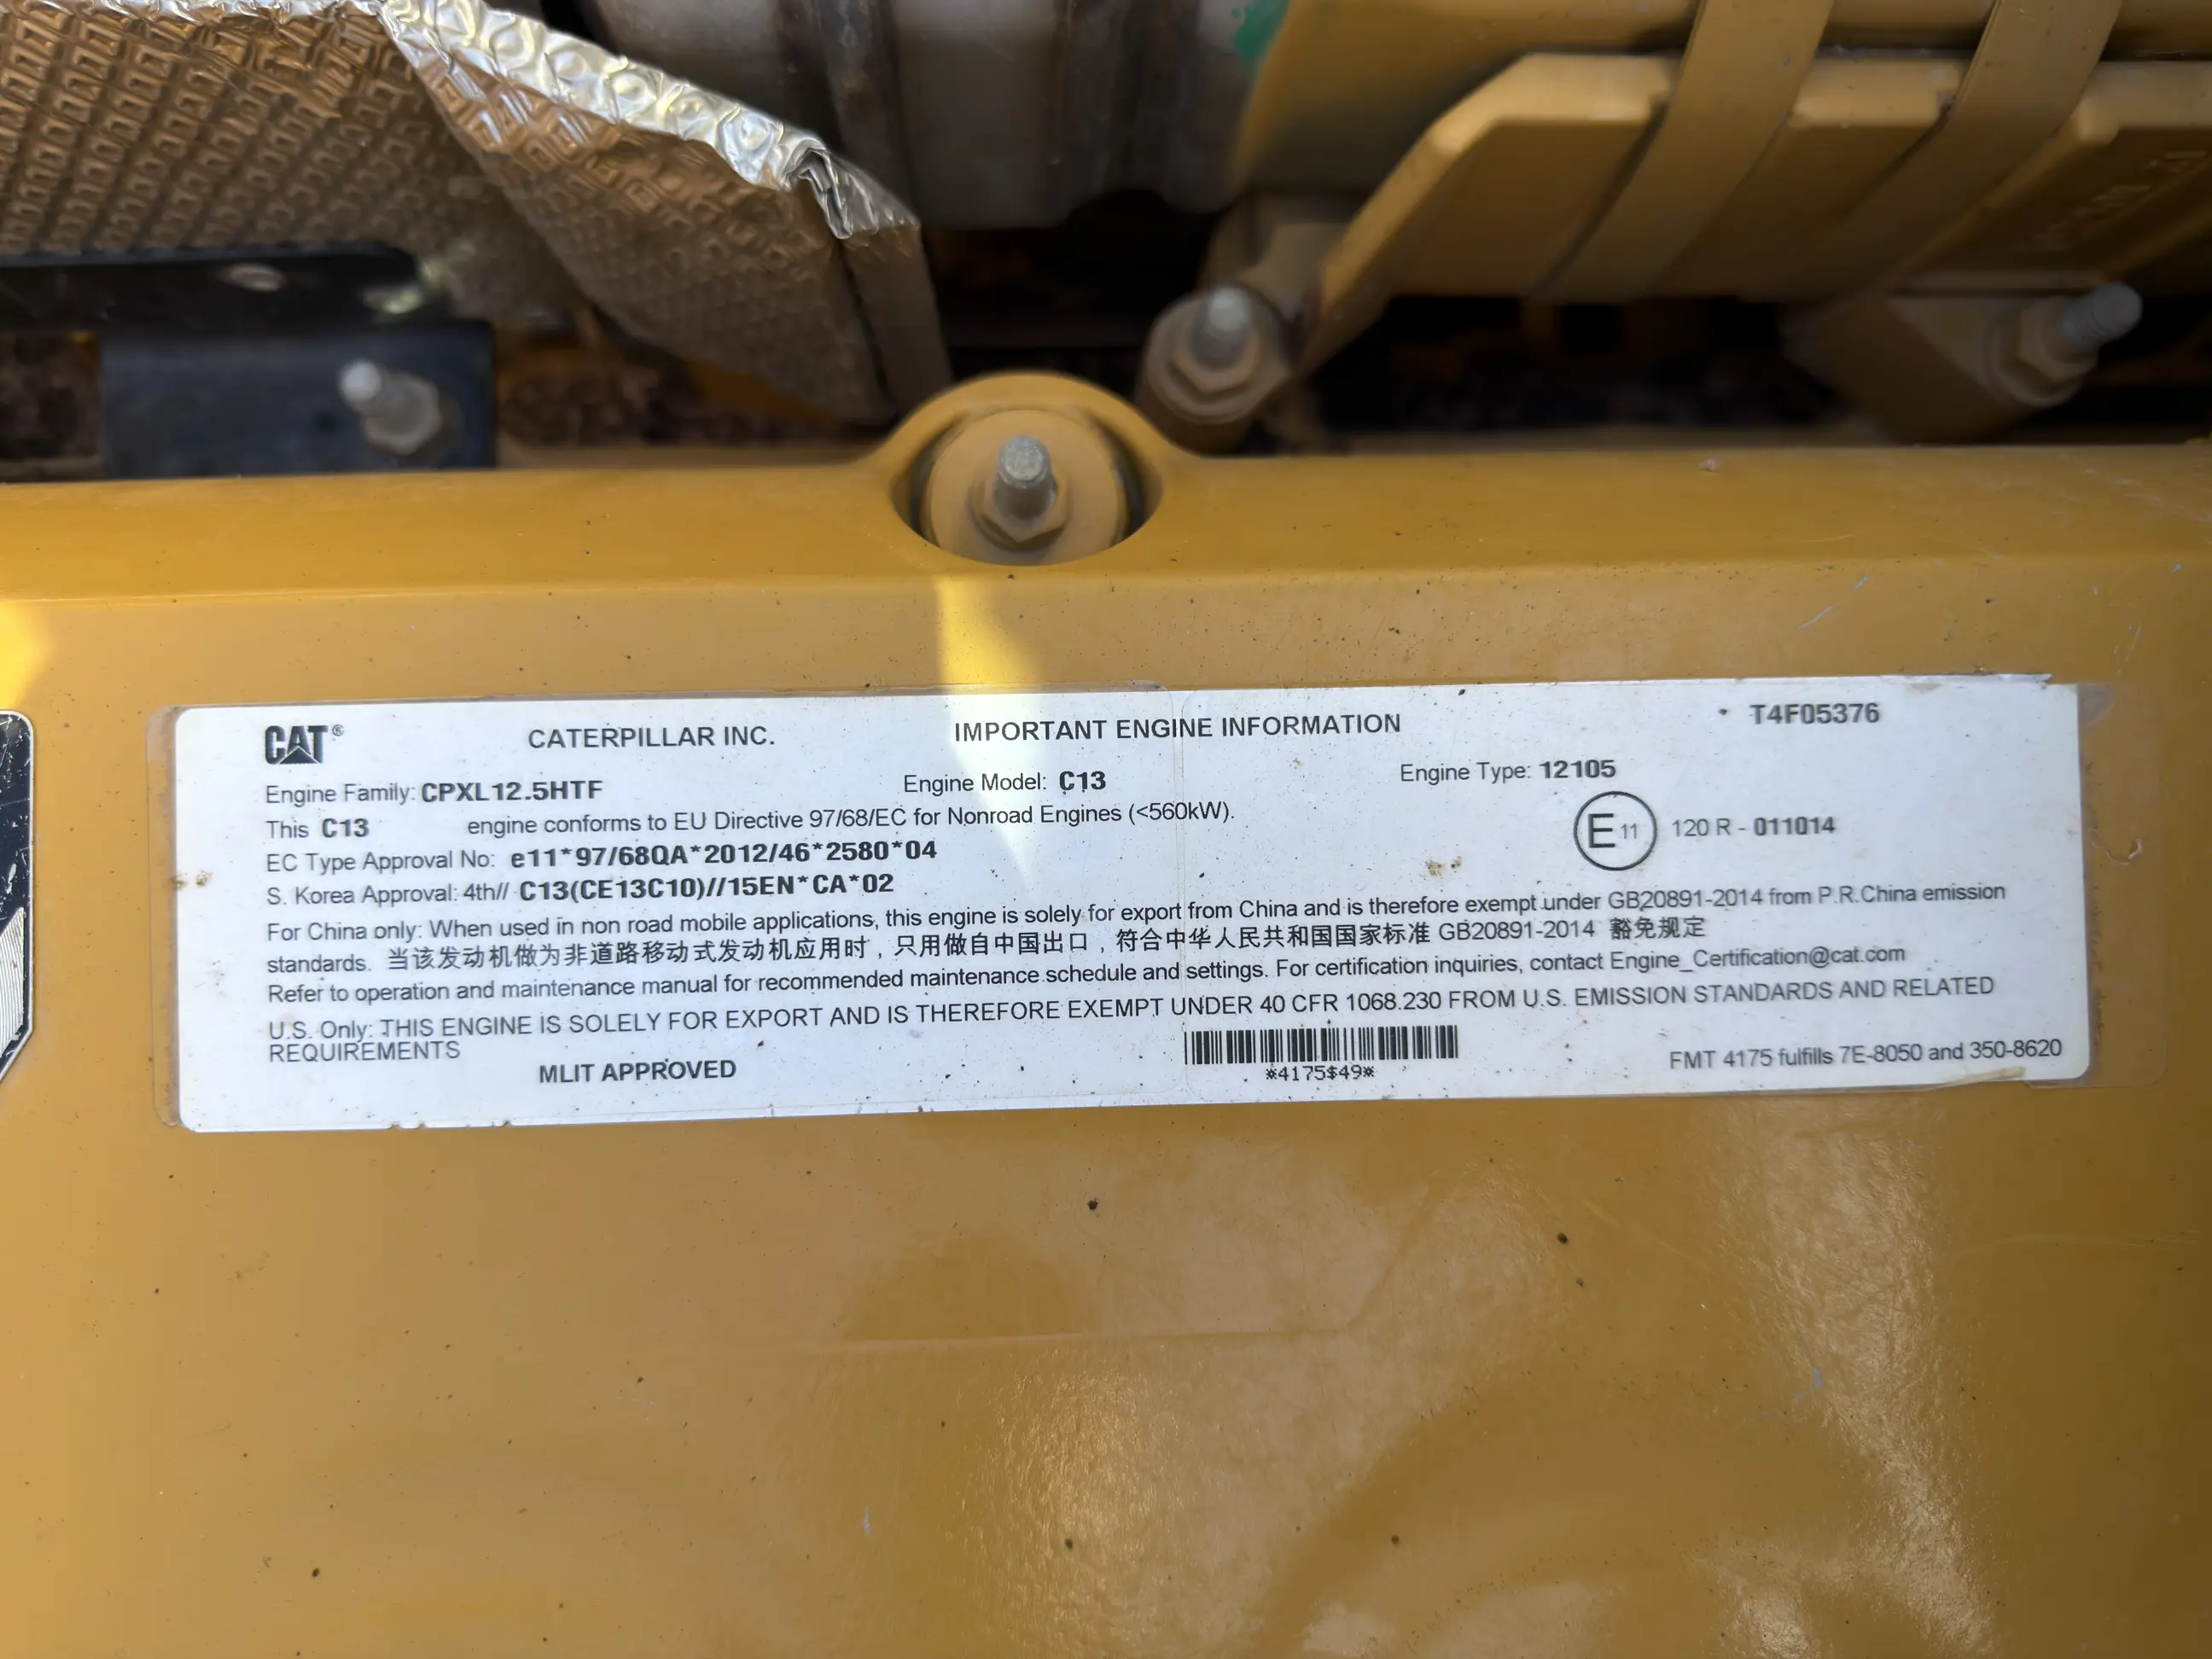 CAT® CATERPILLAR INC. IMPORTANT ENGINE INFORMATION T4F05376
Engine Family: CPXL12.5HTF Engine Model: C13 Engine Type: 12105
This C13 engine conforms to EU Directive 97/68/EC for Nonroad Engines (<560kW).
E11 120 R - 011014
EC Type Approval No: e11*97/68QA*2012/46*2580*04
S. Korea Approval: 4th// C13(CE13C10)//15EN*CA*02
For China only: When used in non road mobile applications, this engine is solely for export from China and is therefore exempt under GB20891-2014 from P.R.China emission
standards. 当该发动机做为非道路移动式发动机应用时，只用做自中国出口，符合中华人民共和国国家标准 GB20891-2014 豁免规定
Refer to operation and maintenance manual for recommended maintenance schedule and settings. For certification inquiries, contact Engine_Certification@cat.com
U.S. Only: THIS ENGINE IS SOLELY FOR EXPORT AND IS THEREFORE EXEMPT UNDER 40 CFR 1068.230 FROM U.S. EMISSION STANDARDS AND RELATED
REQUIREMENTS
MLIT APPROVED
*4175$49*
FMT 4175 fulfills 7E-8050 and 350-8620